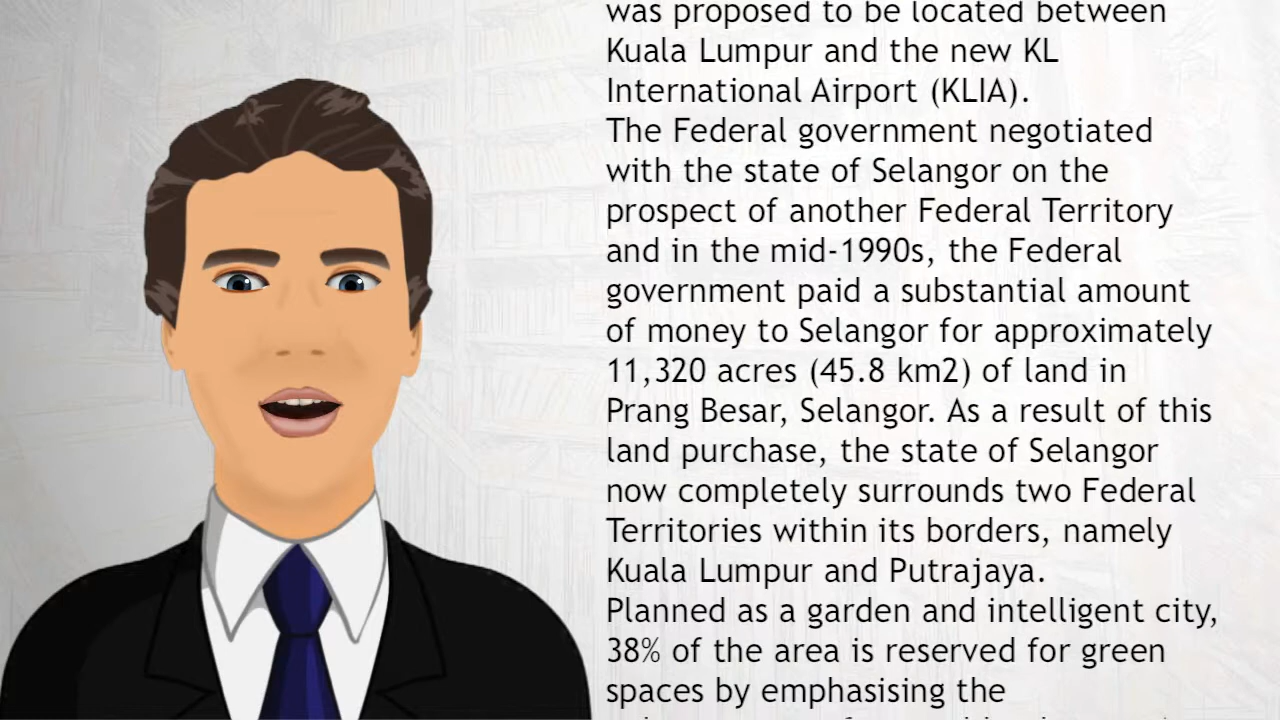 was proposed to be located between
Kuala Lumpur and the new KL
International Airport (KLIA).
The Federal government negotiated
with the state of Selangor on the
prospect of another Federal Territory
and in the mid-1990s, the Federal
government paid a substantial amount
of money to Selangor for approximately
11,320 acres (45.8 km2) of land in
Prang Besar, Selangor. As a result of this
land purchase, the state of Selangor
now completely surrounds two Federal
Territories within its borders, namely
Kuala Lumpur and Putrajaya.
Planned as a garden and intelligent city,
38% of the area is reserved for green
spaces by emphasising the